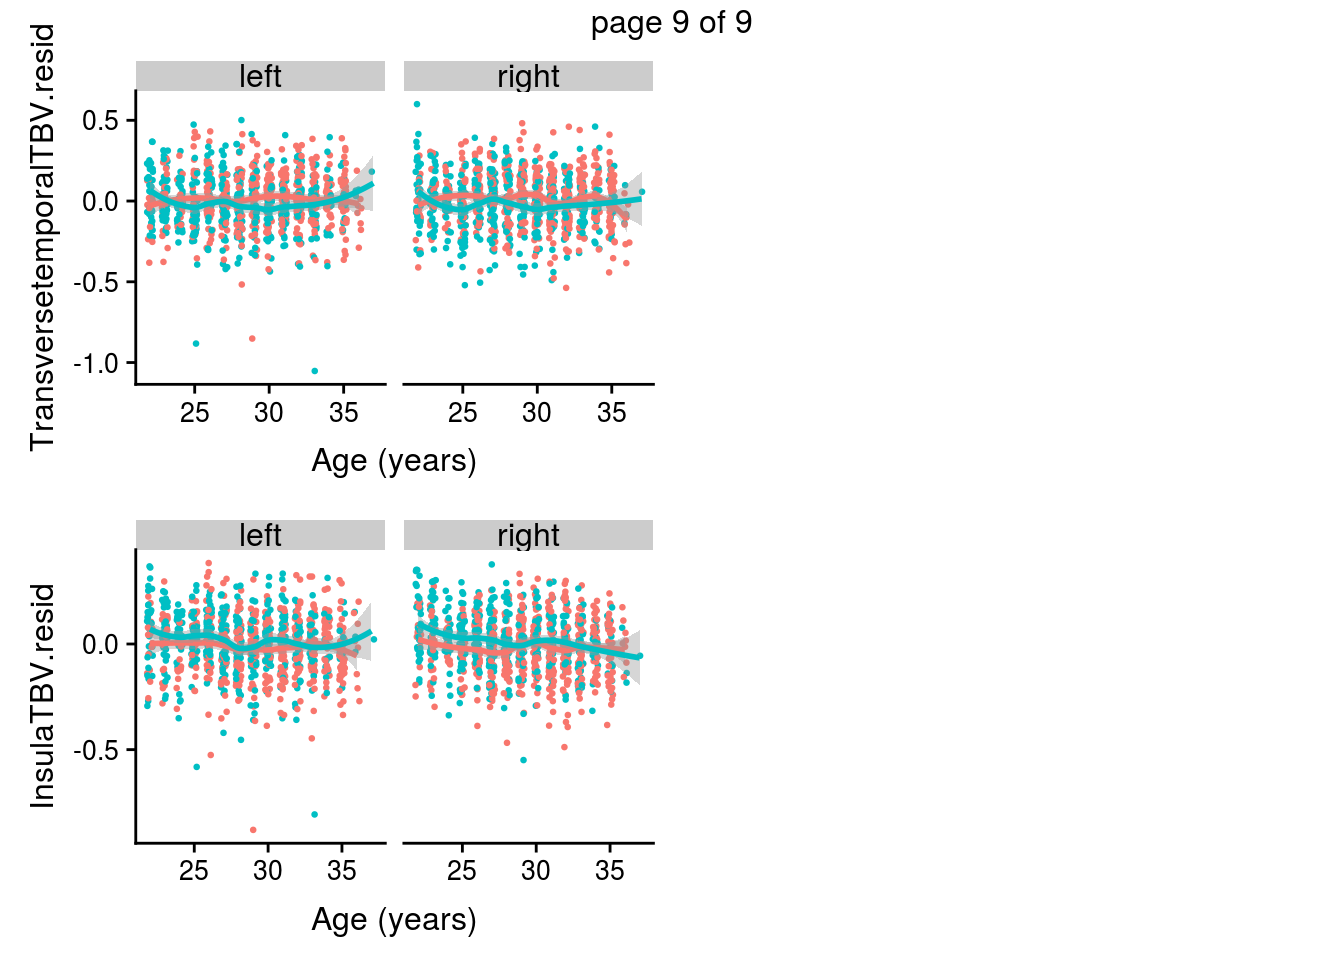 page 9 of 9
TransversetemporalTBV.resid
left
right
0.5
0.0
-0.5
-1.0
25 30 35
25 30 35
Age (years)
InsulaTBV.resid
left
right
0.0
-0.5
25 30 35
25 30 35
Age (years)